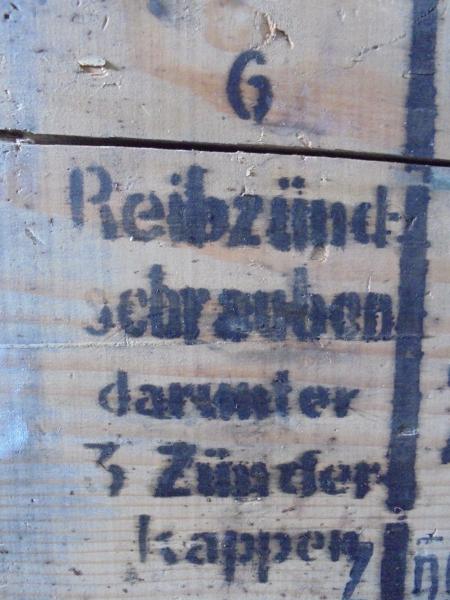 6
Reibzünd-
schrauben
darunter
3 Zünder-
kappen